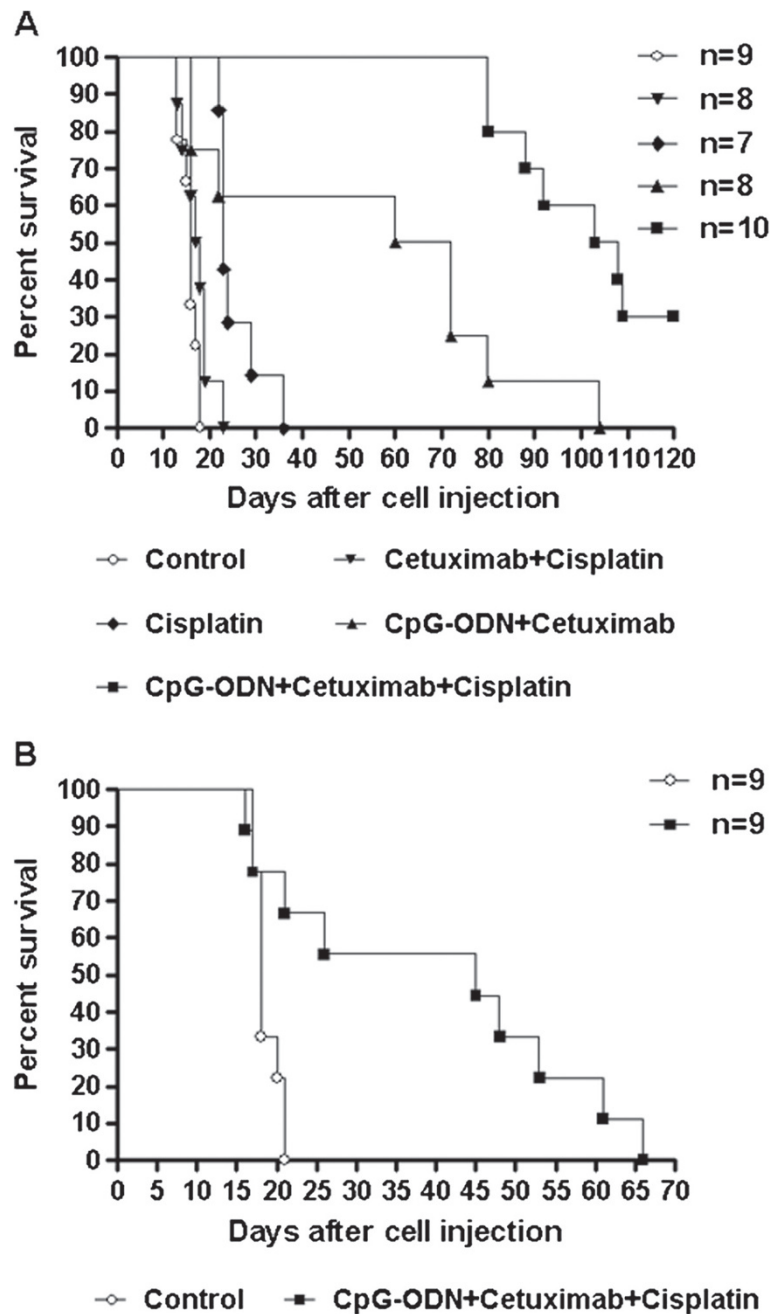 A
100
90
80
70
60
50
40
30
20
10
0
Percent survival
0 10 20 30 40 50 60 70 80 90 100 110 120
Days after cell injection
n=9
n=8
n=7
n=8
n=10
Control Cetuximab+Cisplatin
Cisplatin CpG-ODN+Cetuximab
CpG-ODN+Cetuximab+Cisplatin
B
100
90
80
70
60
50
40
30
20
10
0
Percent survival
0 5 10 15 20 25 30 35 40 45 50 55 60 65 70
Days after cell injection
n=9
n=9
Control CpG-ODN+Cetuximab+Cisplatin